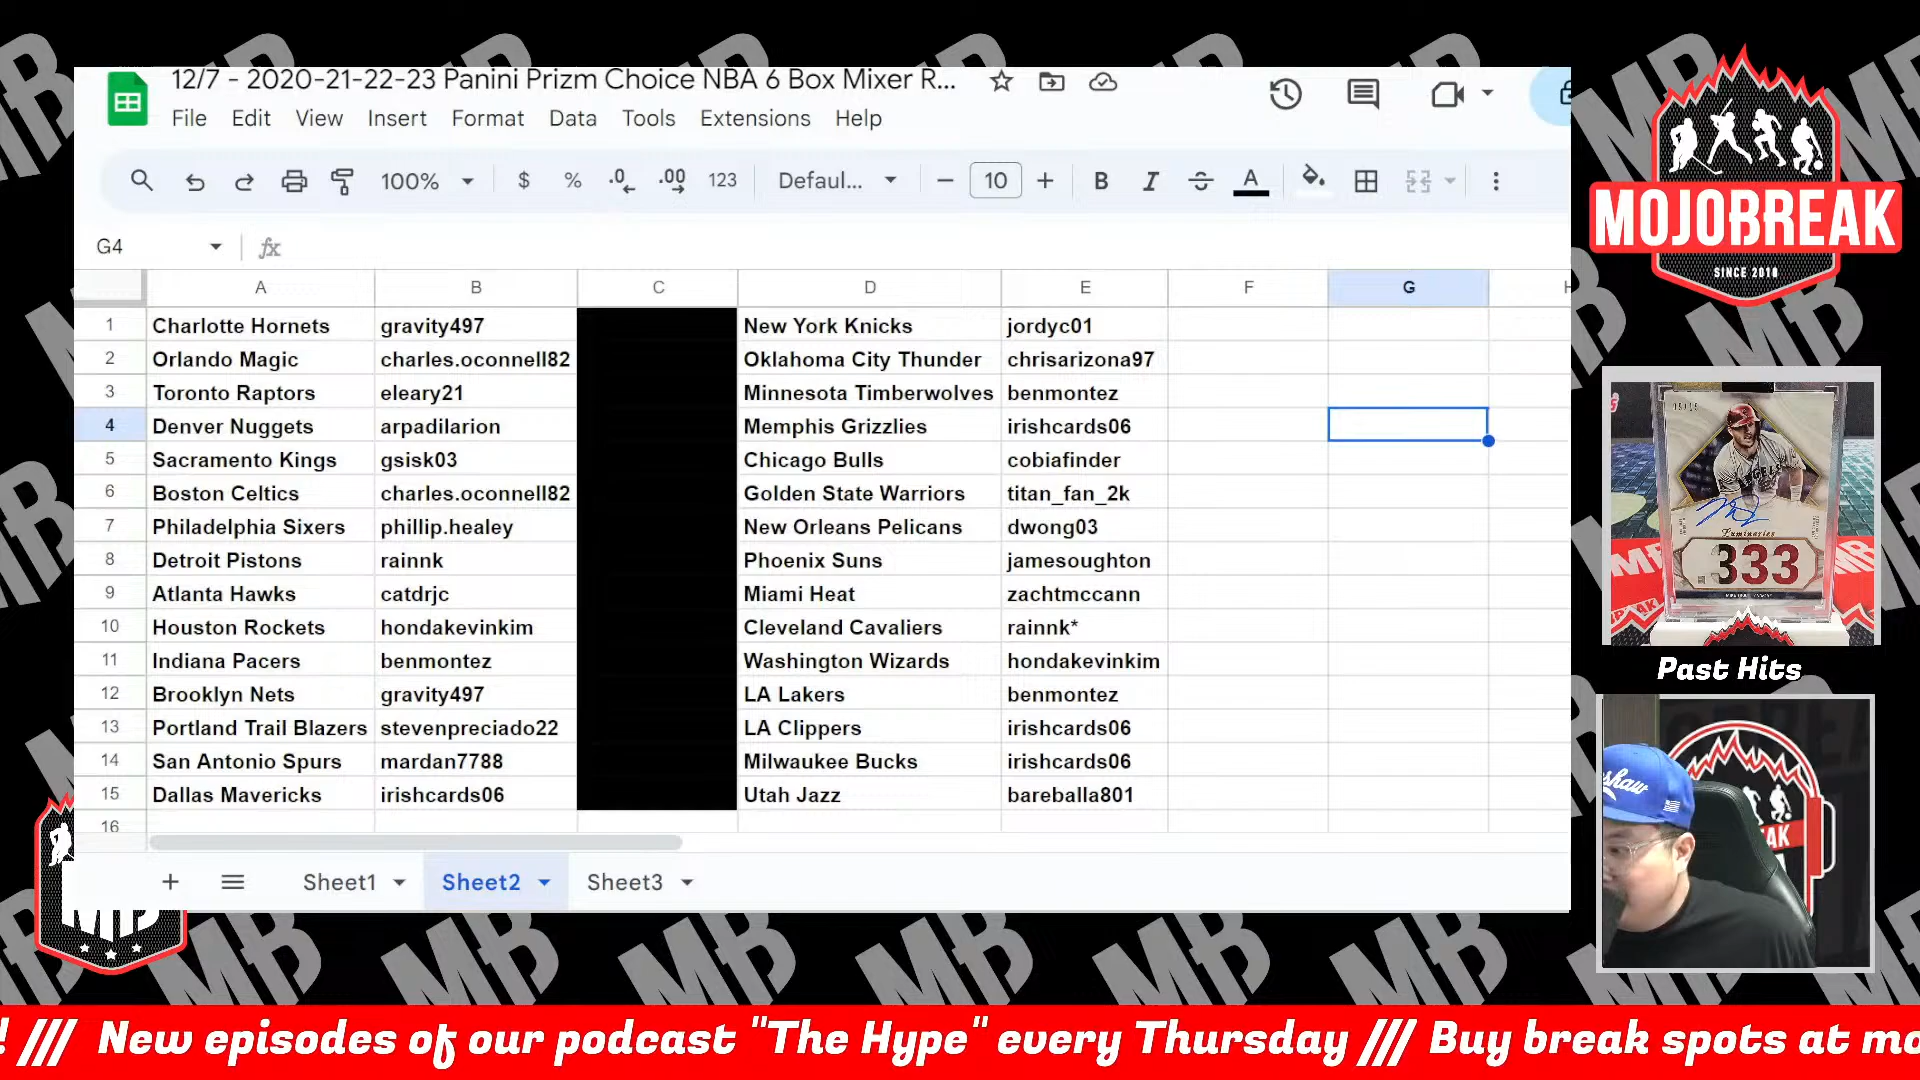 12/7 - 2020-21-22-23 Panini Prizm Choice NBA 6 Box Mixer R...
File Edit View Insert Format Data Tools Extensions Help
100% $ % .0 .00 123 Defaul... 10 B I A
G4 fx
A B C D E F G H
1 Charlotte Hornets gravity497 New York Knicks jordyc01
2 Orlando Magic charles.oconnell82 Oklahoma City Thunder chrisarizona97
3 Toronto Raptors eleary21 Minnesota Timberwolves benmontez
4 Denver Nuggets arpadilarion Memphis Grizzlies irishcards06
5 Sacramento Kings gsisk03 Chicago Bulls cobiafinder
6 Boston Celtics charles.oconnell82 Golden State Warriors titan_fan_2k
7 Philadelphia Sixers phillip.healey New Orleans Pelicans dwong03
8 Detroit Pistons rainnk Phoenix Suns jamesoughton
9 Atlanta Hawks catdrjc Miami Heat zachtmccann
10 Houston Rockets hondakevinkim Cleveland Cavaliers rainnk*
11 Indiana Pacers benmontez Washington Wizards hondakevinkim
12 Brooklyn Nets gravity497 LA Lakers benmontez
13 Portland Trail Blazers stevenpreciado22 LA Clippers irishcards06
14 San Antonio Spurs mardan7788 Milwaukee Bucks irishcards06
15 Dallas Mavericks irishcards06 Utah Jazz bareballa801
16
Sheet1 Sheet2 Sheet3
MOJOBREAK
SINCE 2010
ANGELS
Luminaries
333
Past Hits
MB
! /// New episodes of our podcast "The Hype" every Thursday /// Buy break spots at mo